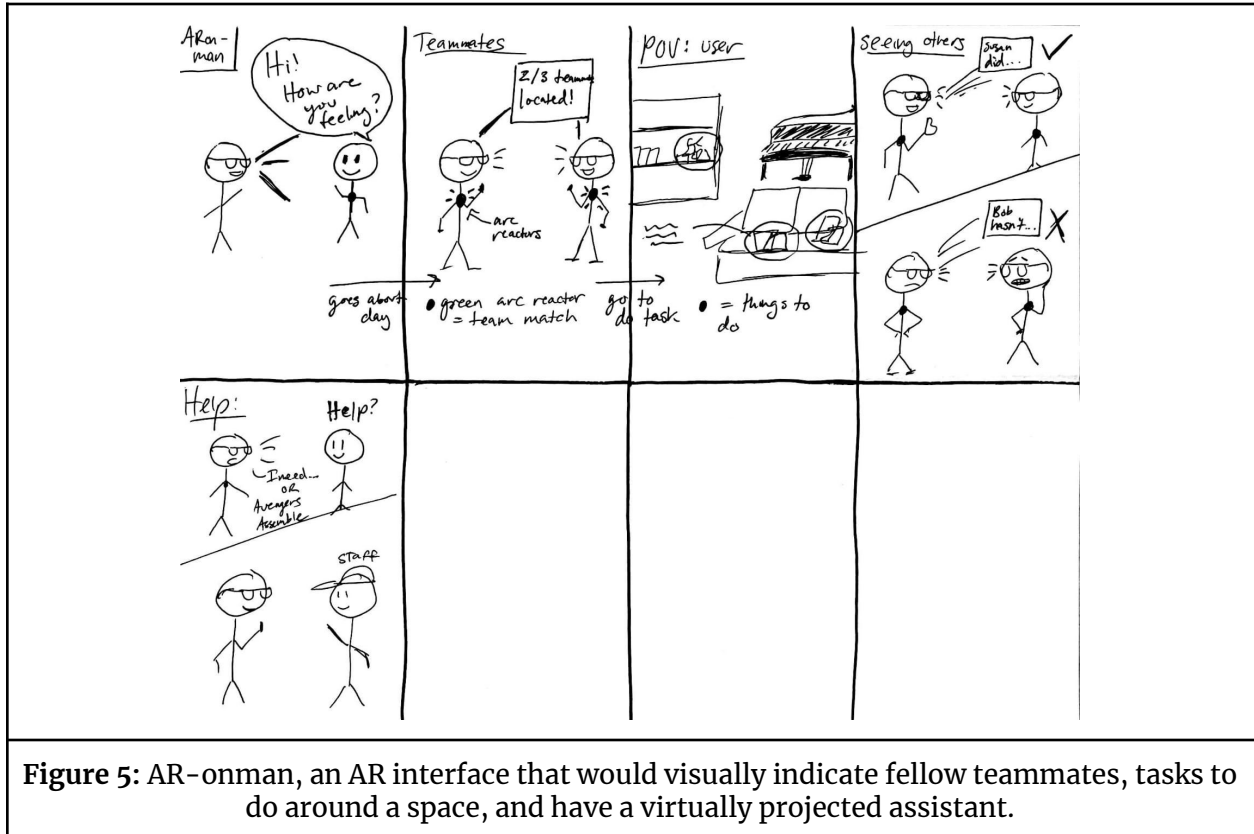 ARon-
man
Hi!
How are
you
feeling?
goes about
day
Teammates
2/3 teamm
located!
arc
reactors
green arc reactor
= team match
go to
do task
POV: user
= things to
do
Seeing others
Susan
did...
Bob
hasn't...
Help:
Help?
I need...
OR
Avengers
Assemble
STAFF
Figure 5: AR-onman, an AR interface that would visually indicate fellow teammates, tasks to
do around a space, and have a virtually projected assistant.